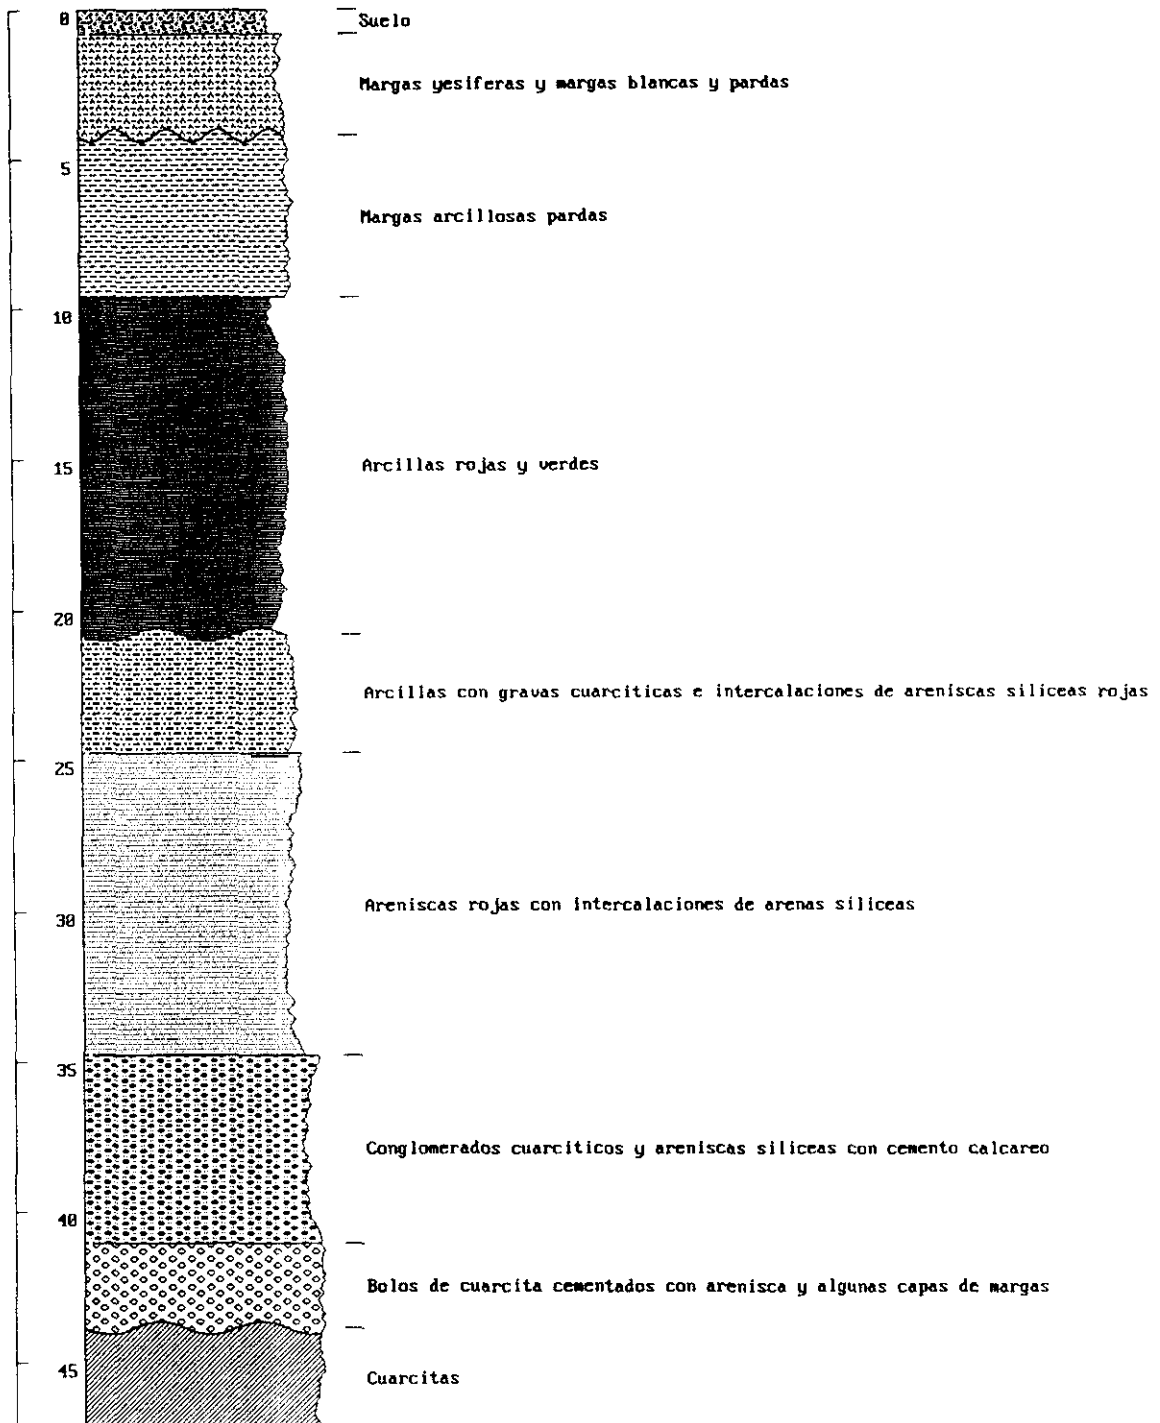 0
Suelo
Margas yesiferas y margas blancas y pardas
5
Margas arcillosas pardas
10
15
Arcillas rojas y verdes
20
Arcillas con gravas cuarciticas e intercalaciones de areniscas siliceas rojas
25
30
Areniscas rojas con intercalaciones de arenas siliceas
35
Conglomerados cuarciticos y areniscas siliceas con cemento calcareo
40
Bolos de cuarcita cementados con arenisca y algunas capas de margas
45
Cuarcitas